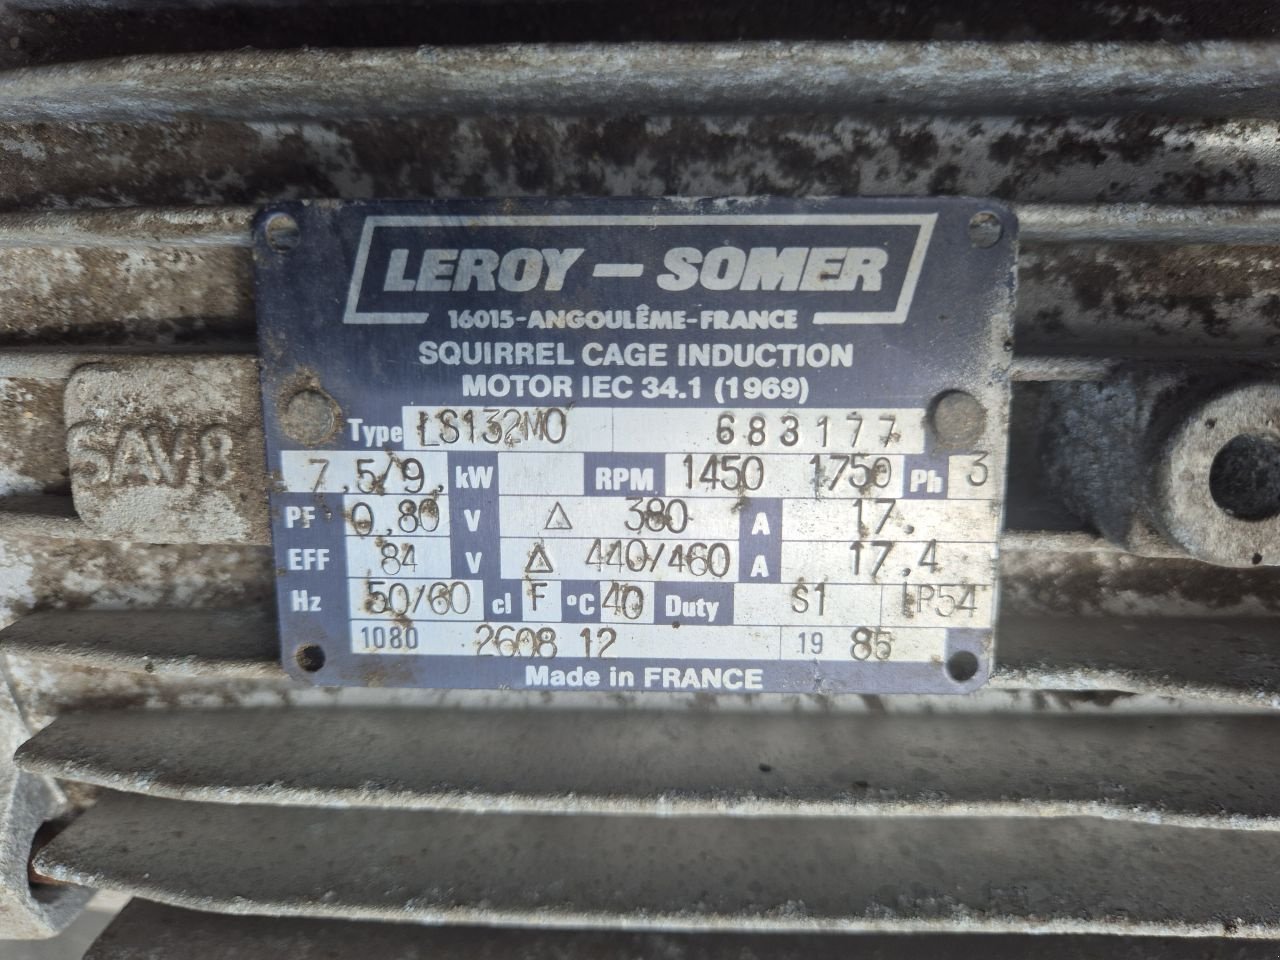 LEROY-SOMER
16015-ANGOULÊME-FRANCE
SQUIRREL CAGE INDUCTION
MOTOR IEC 34.1 (1969)
Type LS132MO 683177
7,5/9, kW RPM 1450 1750 Ph 3
SAV8
PF 0,80 V △ 380 A 17.
EFF 84 V △ 440/460 A 17.4
Hz 50/60 cl F °C 40 Duty S1 IP54
1080 2608 12 19 85
Made in FRANCE